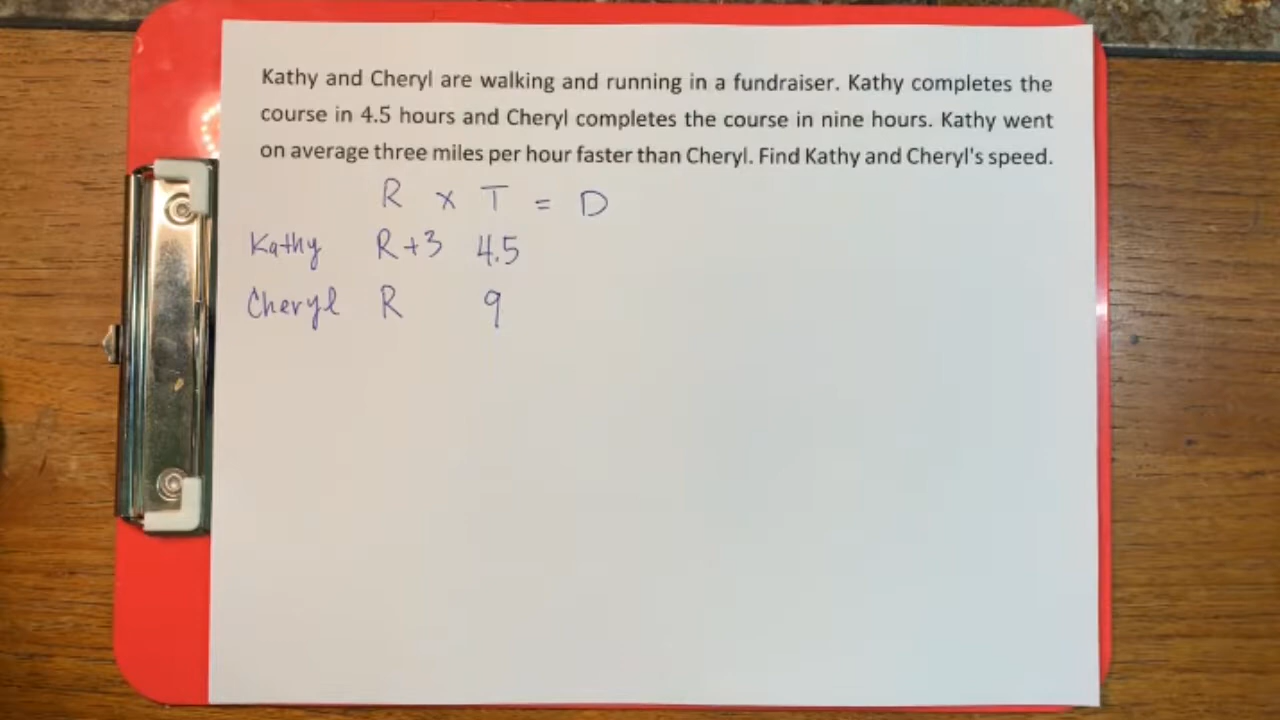 Kathy and Cheryl are walking and running in a fundraiser. Kathy completes the
course in 4.5 hours and Cheryl completes the course in nine hours. Kathy went
on average three miles per hour faster than Cheryl. Find Kathy and Cheryl's speed.
R x T = D
Kathy R+3 4.5
Cheryl R 9